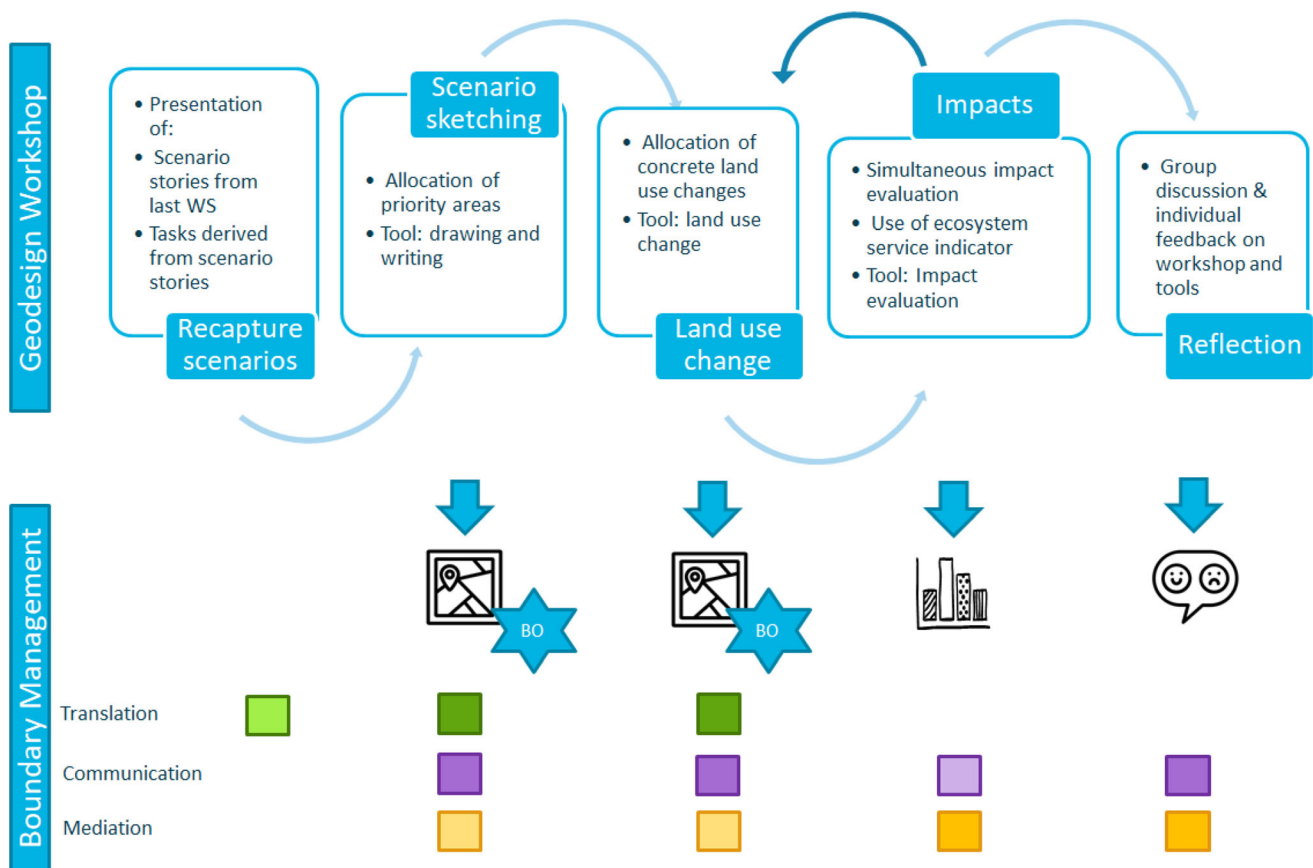 Geodesign Workshop
• Presentation
of:
• Scenario
stories from
last WS
• Tasks derived
from scenario
stories
Recapture
scenarios
Scenario
sketching
• Allocation of
priority areas
• Tool: drawing and
writing
• Allocation of
concrete land
use changes
• Tool: land use
change
Land use
change
Impacts
• Simultaneous impact
evaluation
• Use of ecosystem
service indicator
• Tool: Impact
evaluation
• Group
discussion &
individual
feedback on
workshop and
tools
Reflection
Boundary Management
BO
BO
Translation
Communication
Mediation